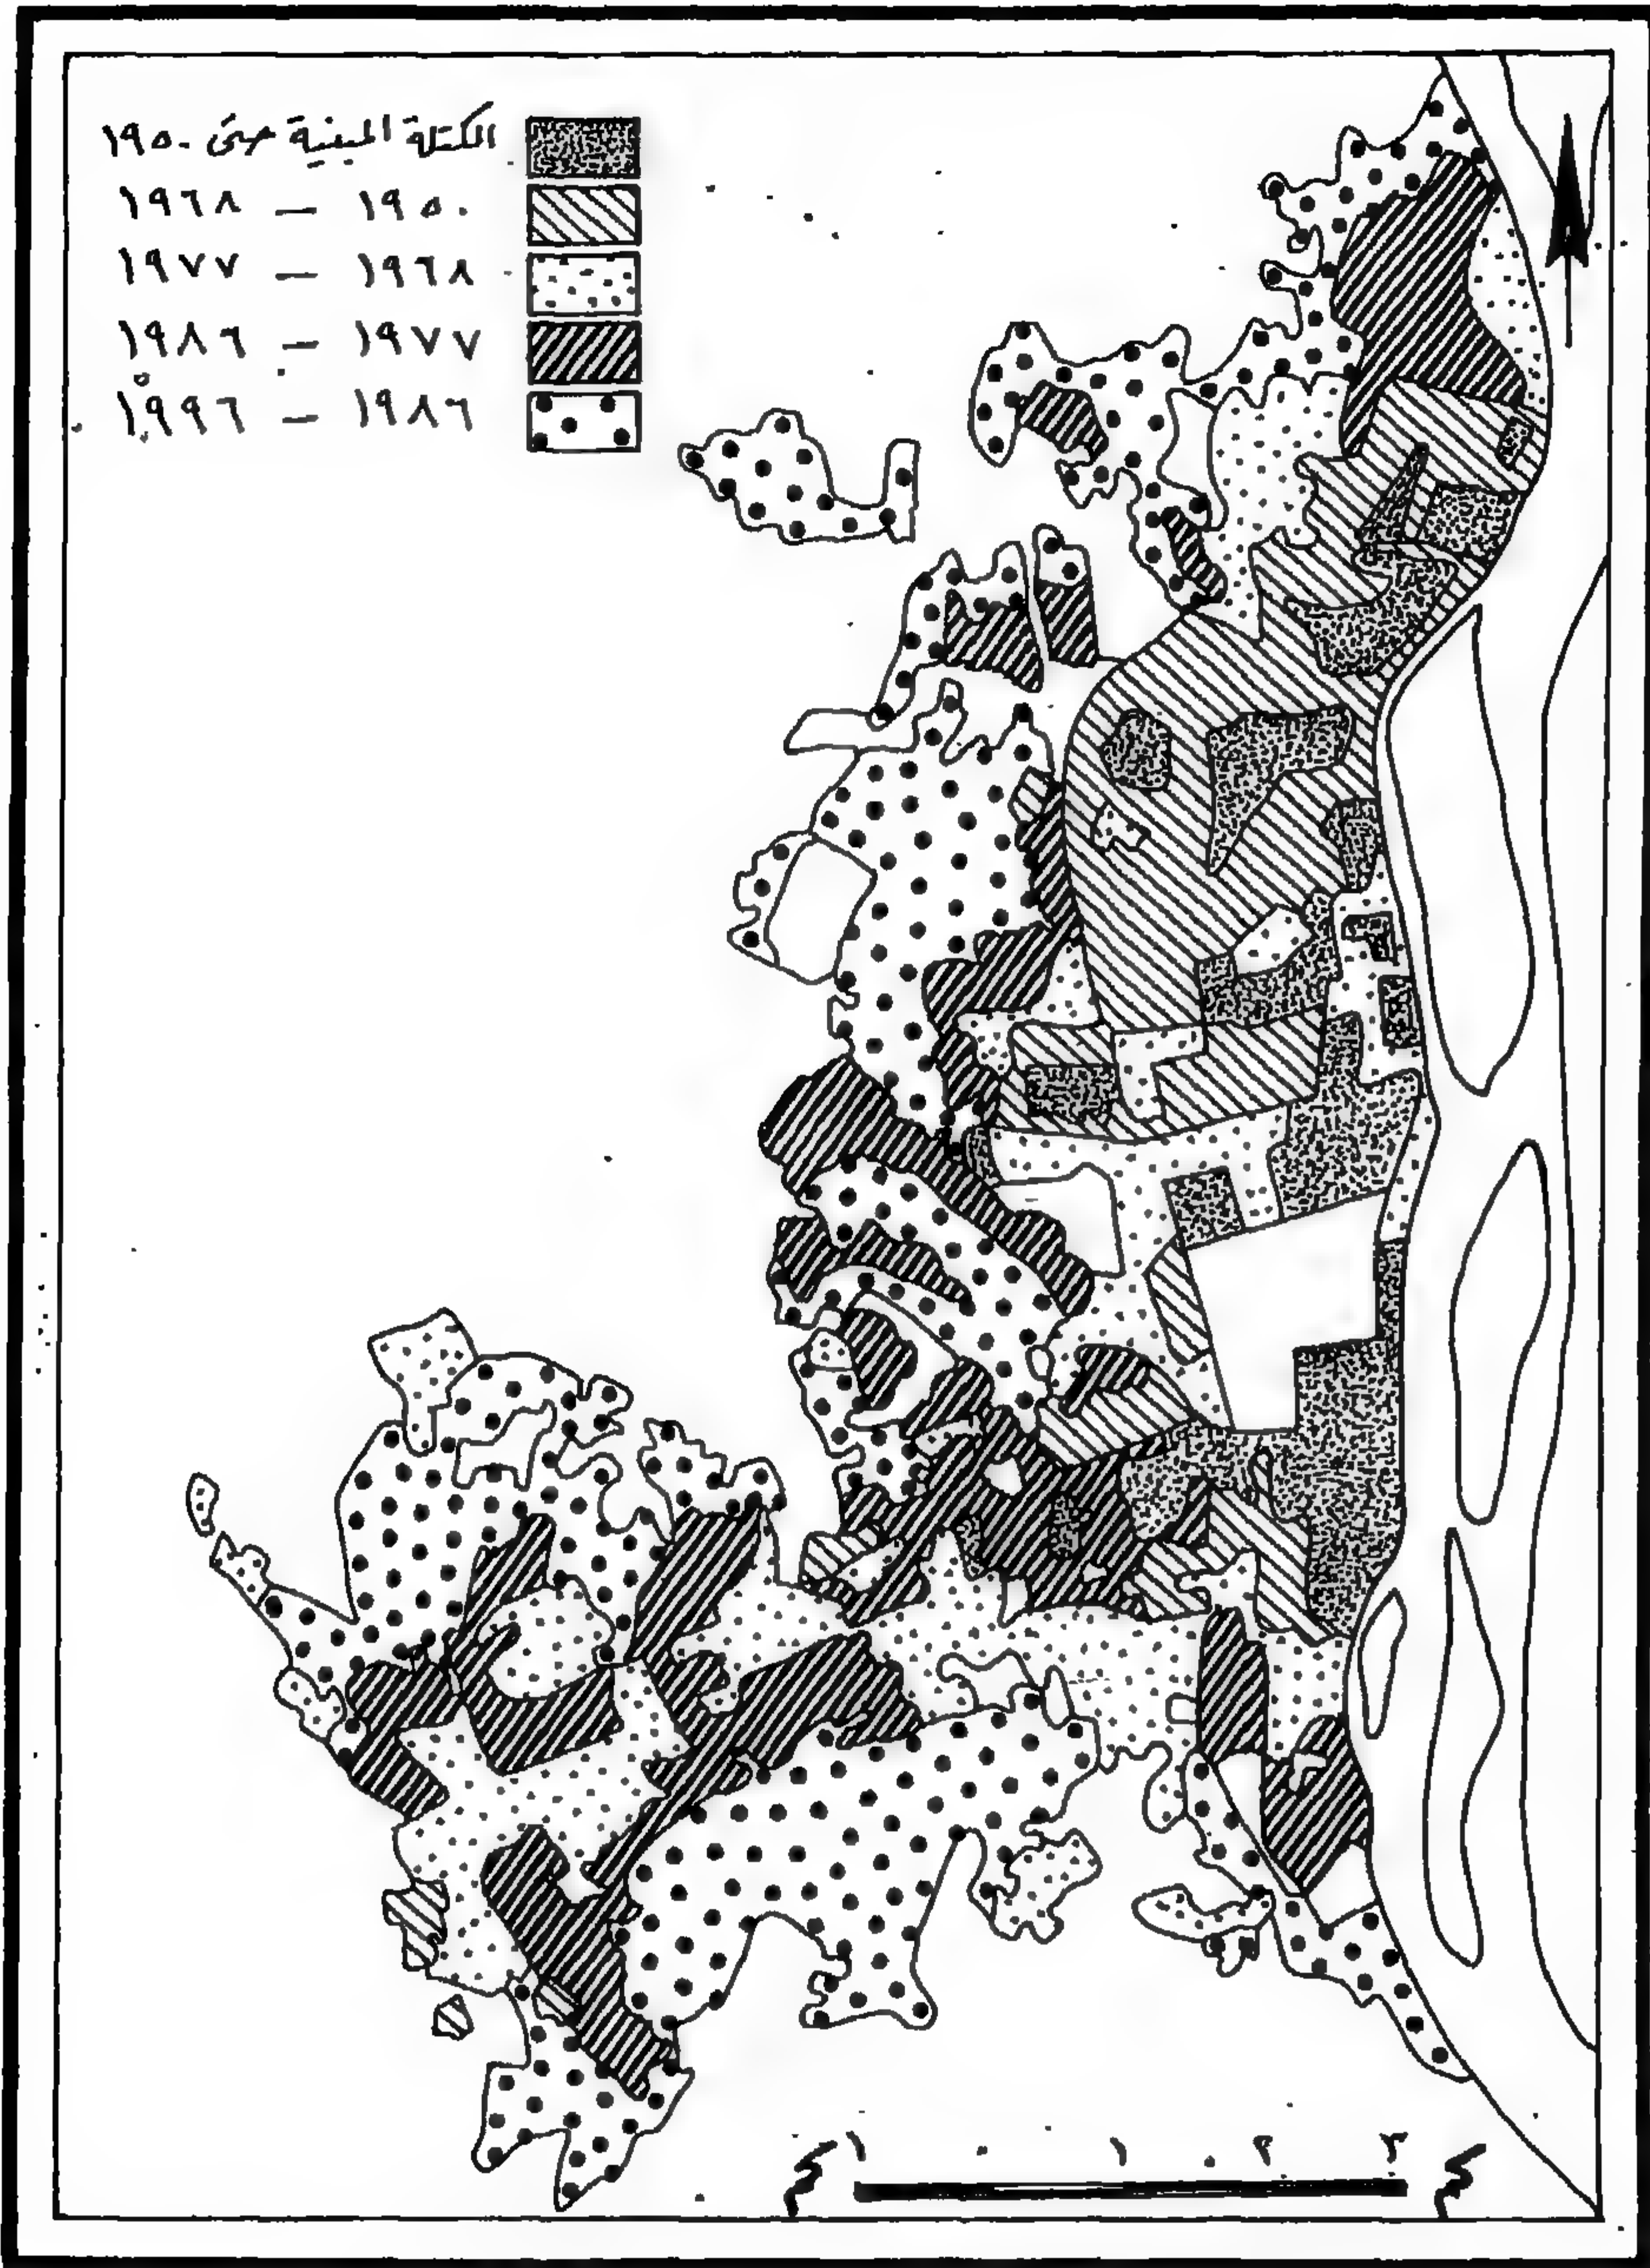 الكتلة المبنية حتى ١٩٥٠
١٩٥٠ — ١٩٦٨
١٩٦٨ — ١٩٧٧
١٩٧٧ — ١٩٨٦
١٩٨٦ — ١٩٩٦
كم ١ ٠ ١ ٢ ٣ كم